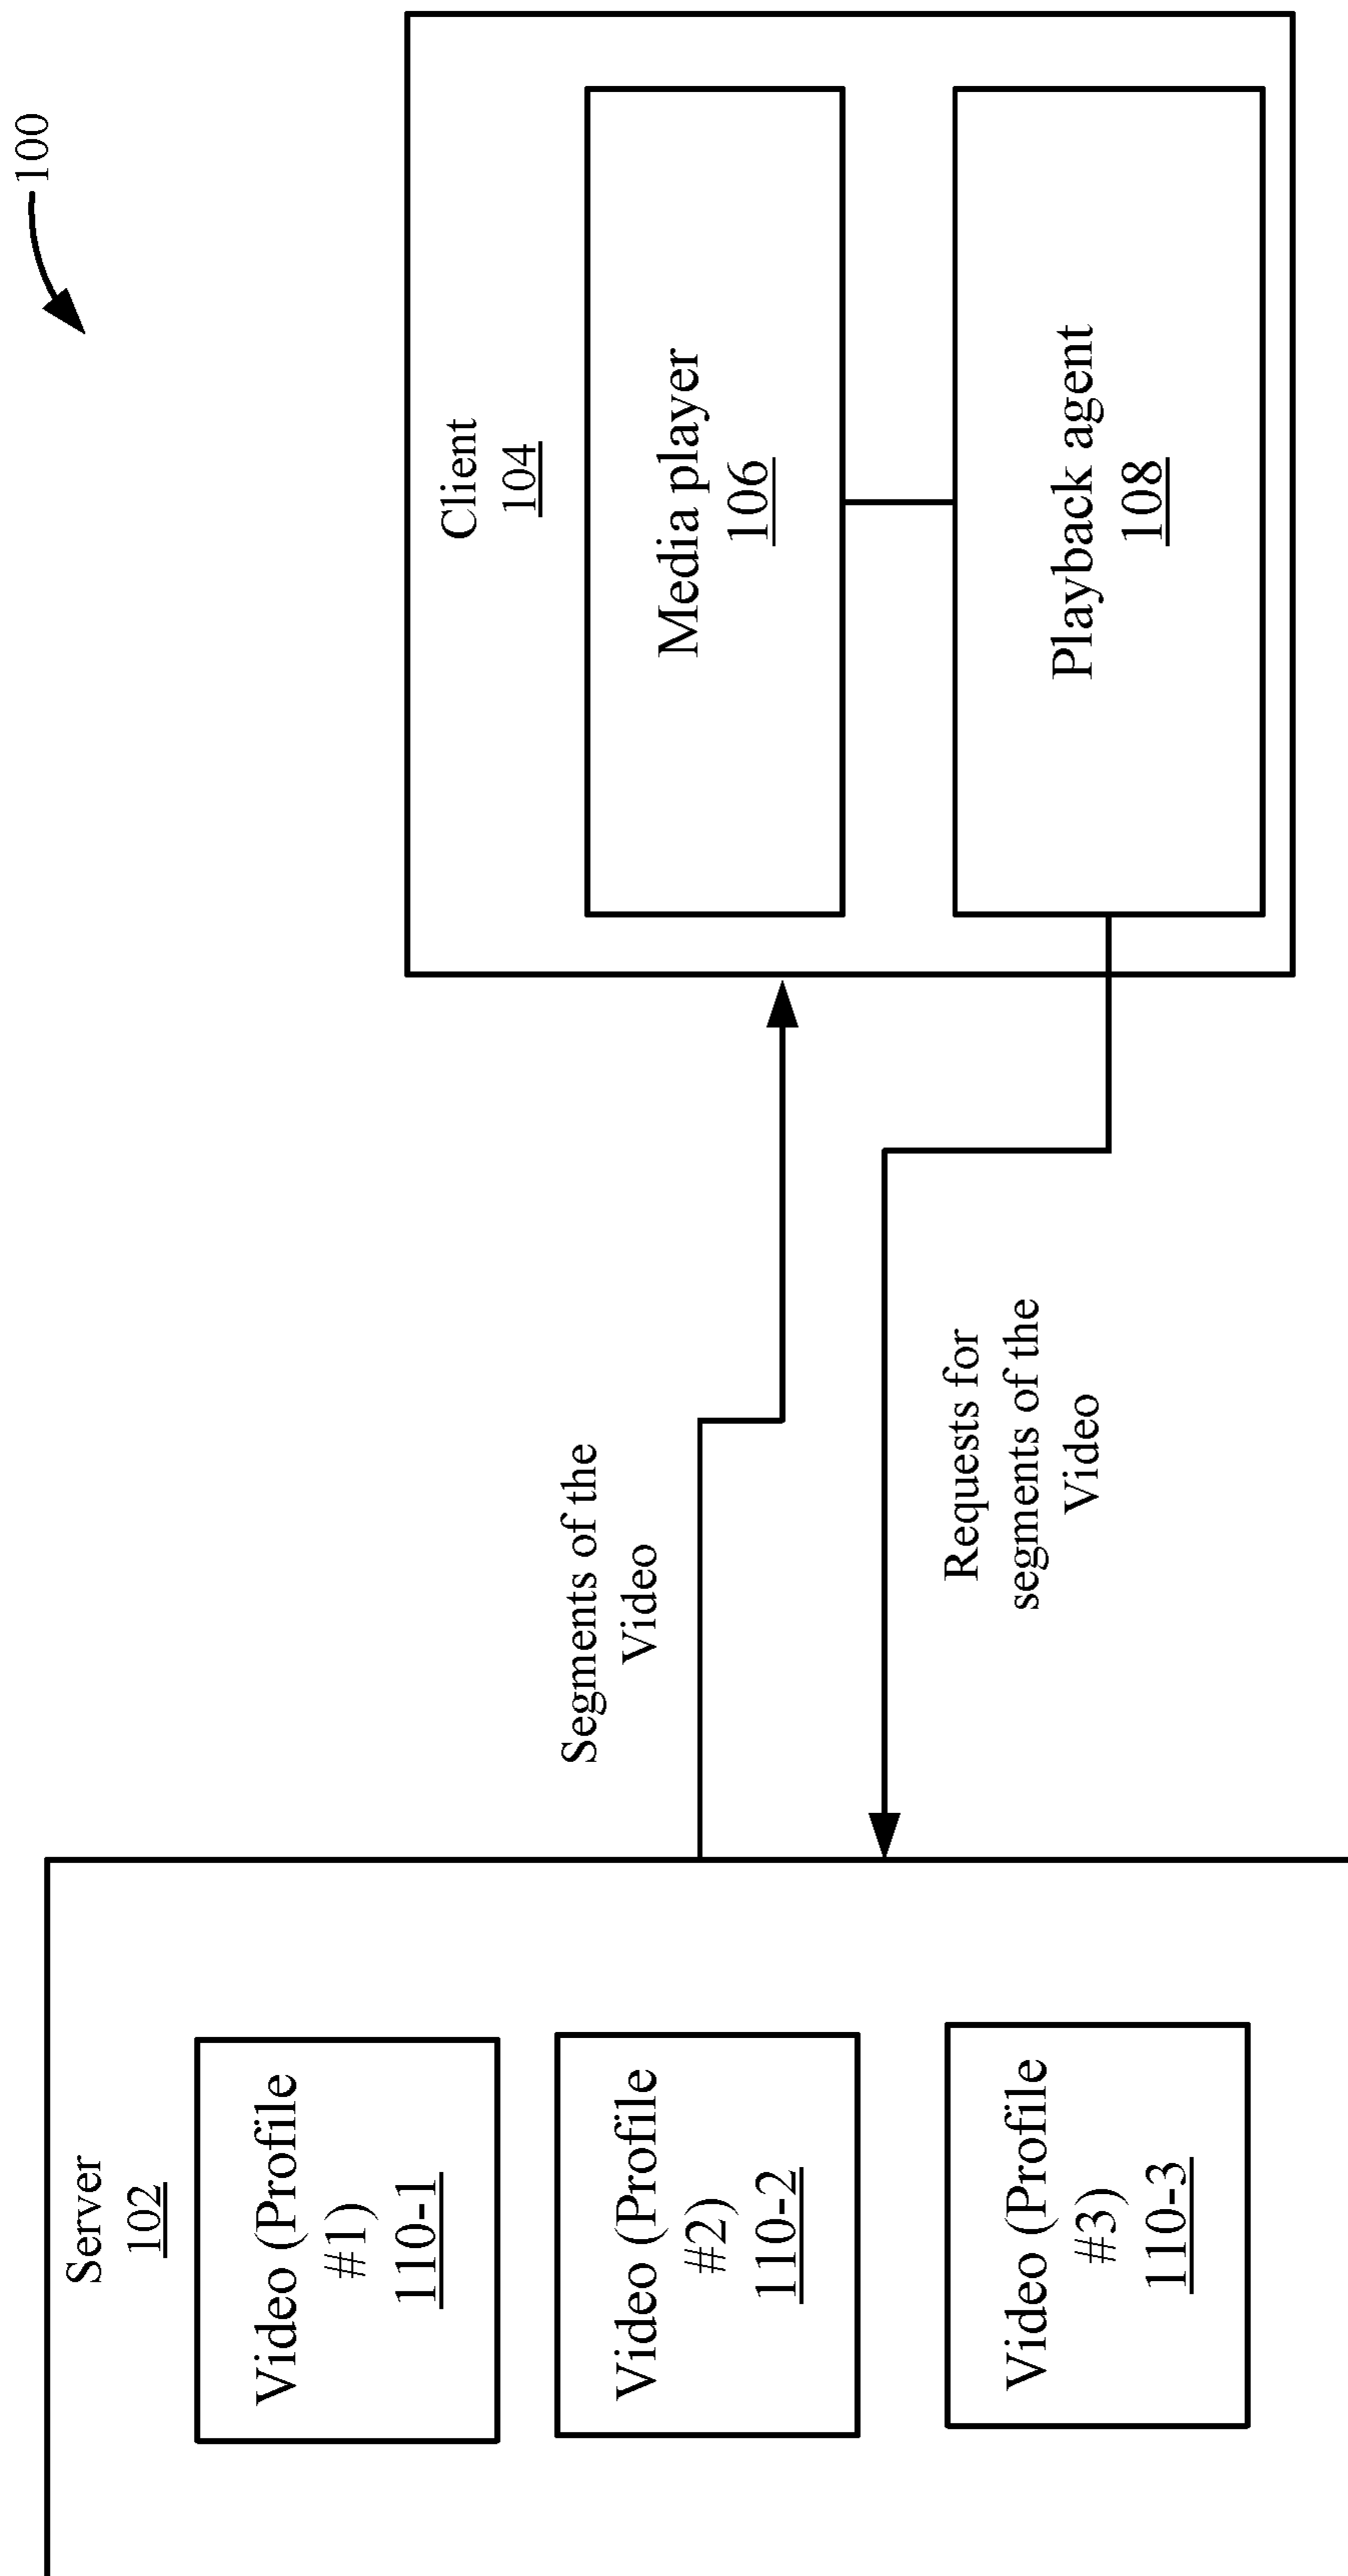 100
Server
102
Video (Profile
#1)
110-1
Video (Profile
#2)
110-2
Video (Profile
#3)
110-3
Segments of the
Video
Requests for
segments of the
Video
Client
104
Media player
106
Playback agent
108